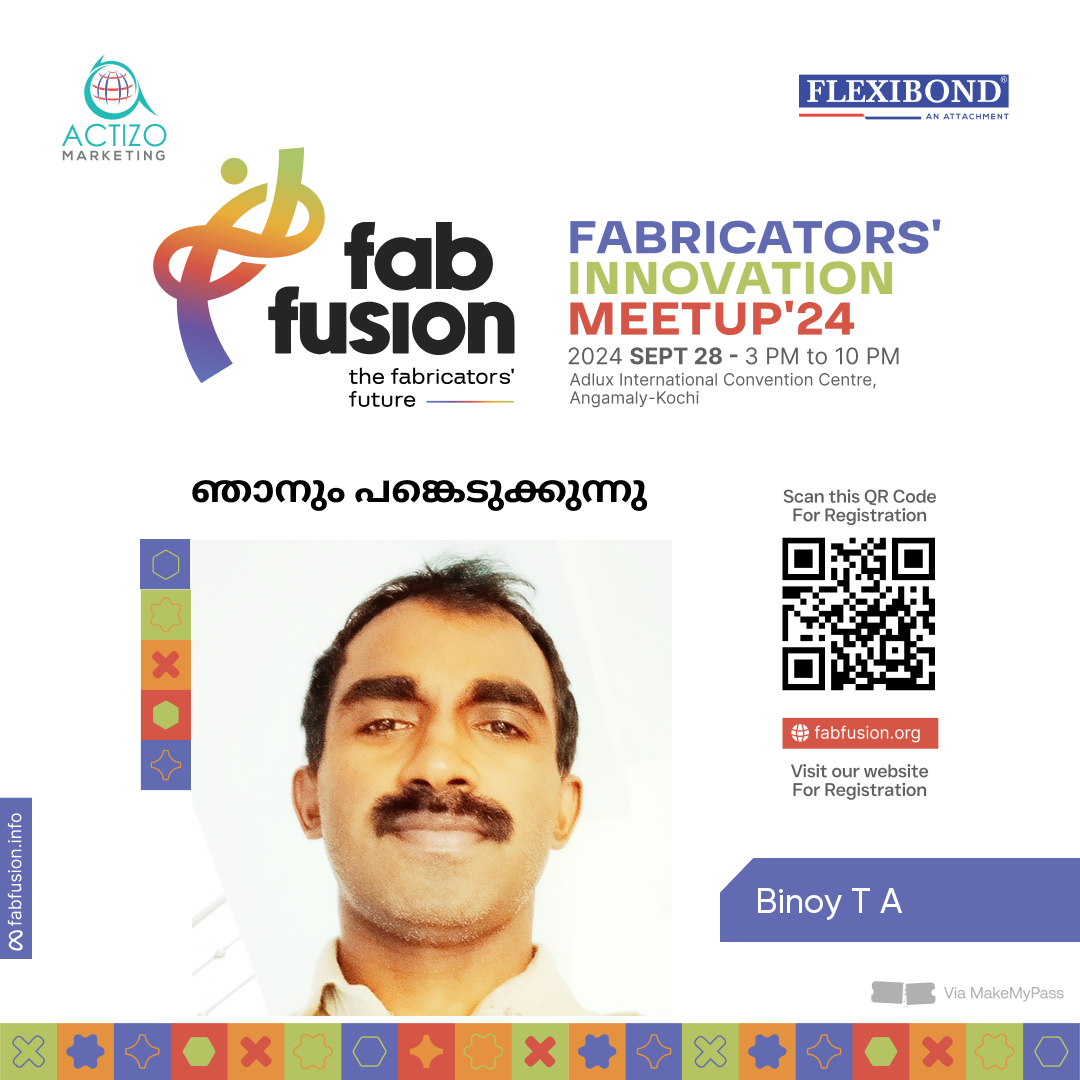 ACTIZO
MARKETING
FLEXIBOND®
AN ATTACHMENT
fab
fusion
the fabricators'
future
FABRICATORS'
INNOVATION
MEETUP'24
2024 SEPT 28 - 3 PM to 10 PM
Adlux International Convention Centre,
Angamaly-Kochi
ഞാനും പങ്കെടുക്കുന്നു
Scan this QR Code
For Registration
fabfusion.org
Visit our website
For Registration
fabfusion.info
Binoy T A
Via MakeMyPass